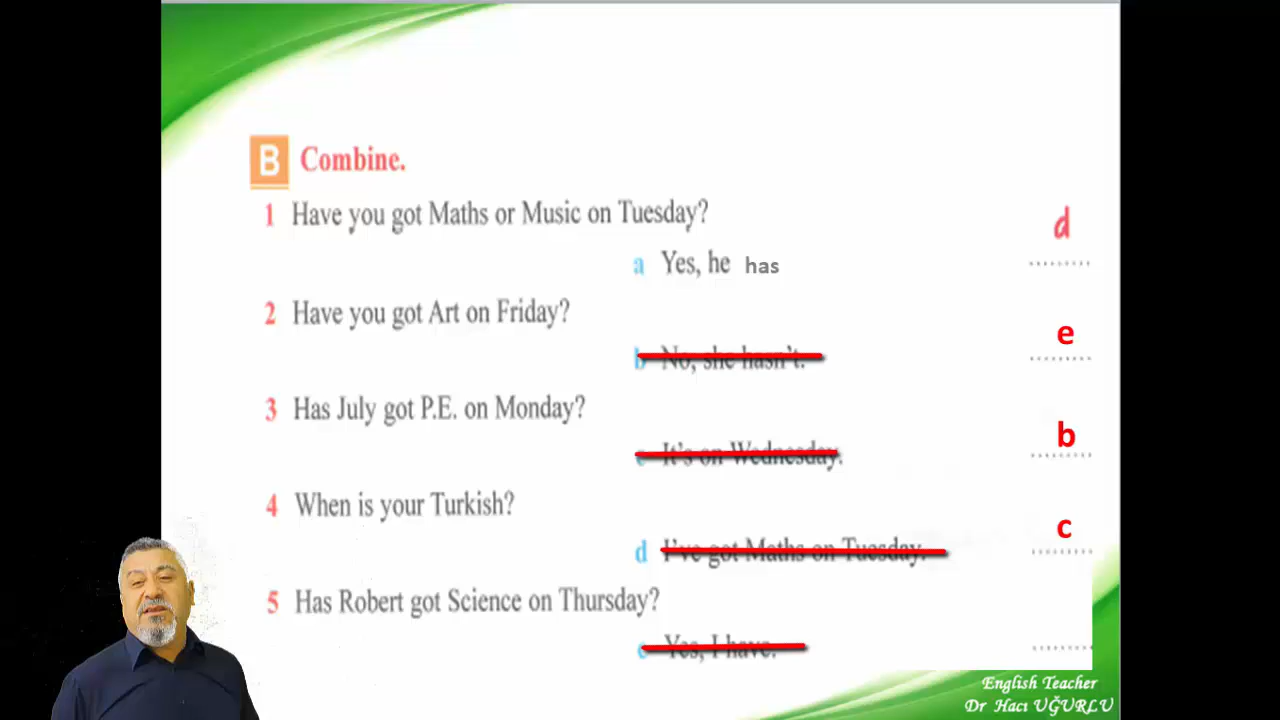 B Combine.
1 Have you got Maths or Music on Tuesday?
d
a Yes, he has
2 Have you got Art on Friday?
e
b No, she hasn't.
3 Has July got P.E. on Monday?
b
c It's on Wednesday.
4 When is your Turkish?
c
d I've got Maths on Tuesday.
5 Has Robert got Science on Thursday?
e Yes, I have.
English Teacher
Dr Hacı UĞURLU